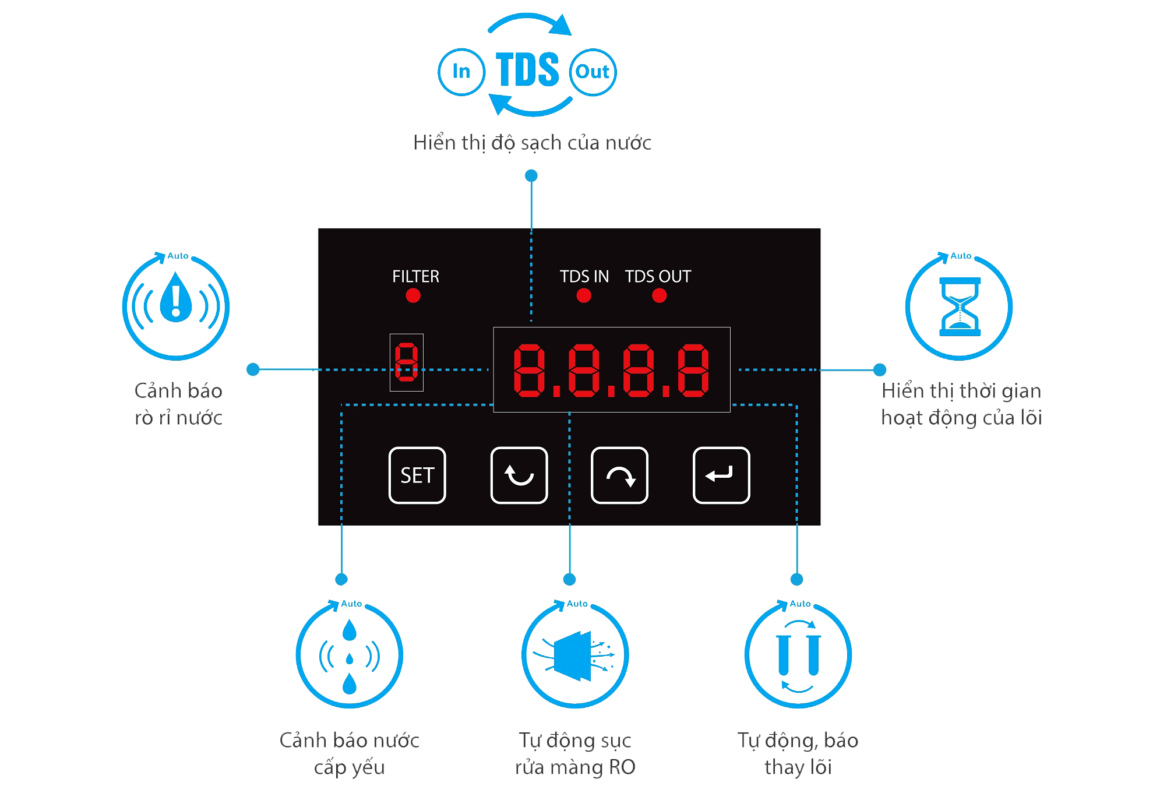 In TDS Out
Hiển thị độ sạch của nước
Auto
Cảnh báo
rò rỉ nước
FILTER
TDS IN
TDS OUT
8
8.8.8.8
SET
Auto
Hiển thị thời gian
hoạt động của lõi
Auto
Cảnh báo nước
cấp yếu
Auto
Tự động sục
rửa màng RO
Auto
Tự động, báo
thay lõi